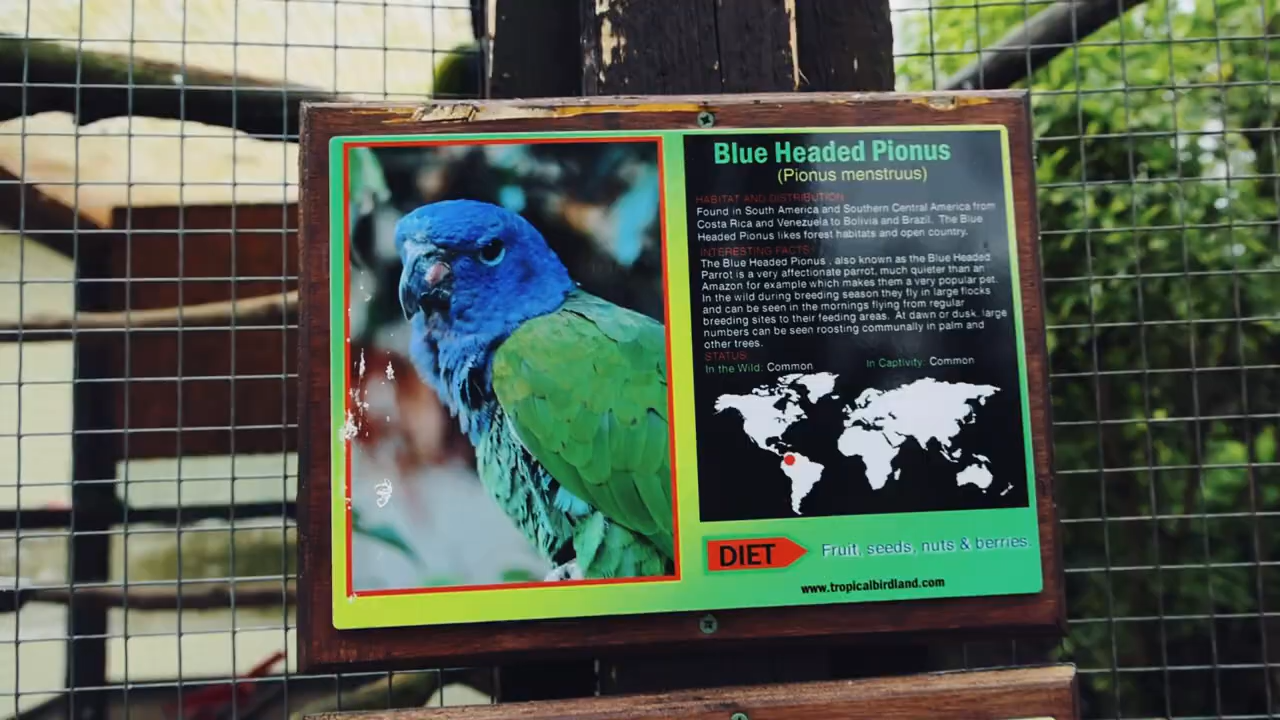 Blue Headed Pionus
(Pionus menstruus)
HABITAT AND DISTRIBUTION:
Found in South America and Southern Central America from
Costa Rica and Venezuela to Bolivia and Brazil. The Blue
Headed Pionus likes forest habitats and open country.
INTERESTING FACTS:
The Blue Headed Pionus , also known as the Blue Headed
Parrot is a very affectionate parrot, much quieter than an
Amazon for example which makes them a very popular pet.
In the wild during breeding season they fly in large flocks
and can be seen in the mornings flying from regular
breeding sites to their feeding areas. At dawn or dusk, large
numbers can be seen roosting communally in palm and
other trees.
STATUS:
In the Wild: Common In Captivity: Common
DIET Fruit, seeds, nuts & berries.
www.tropicalbirdland.com